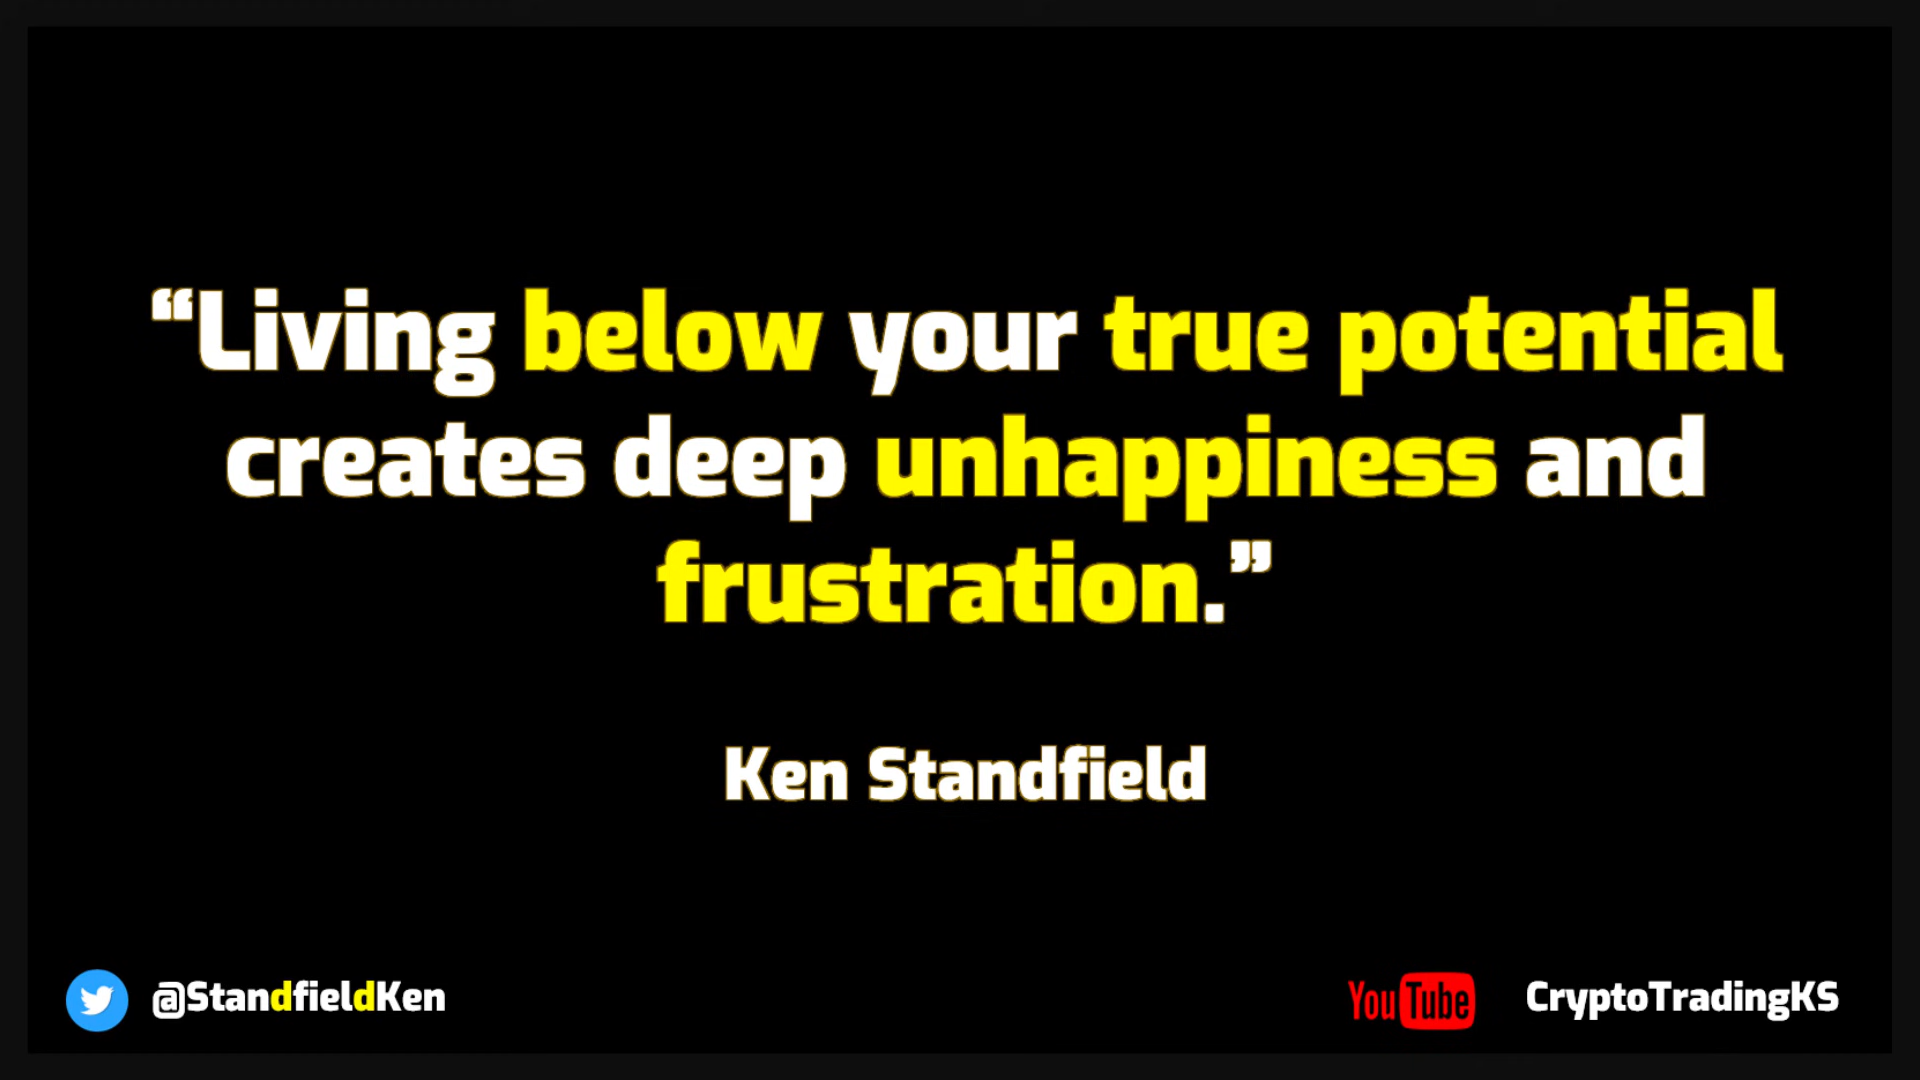 “Living below your true potential
creates deep unhappiness and
frustration.”
Ken Standfield
@StandfieldKen
YouTube CryptoTradingKS